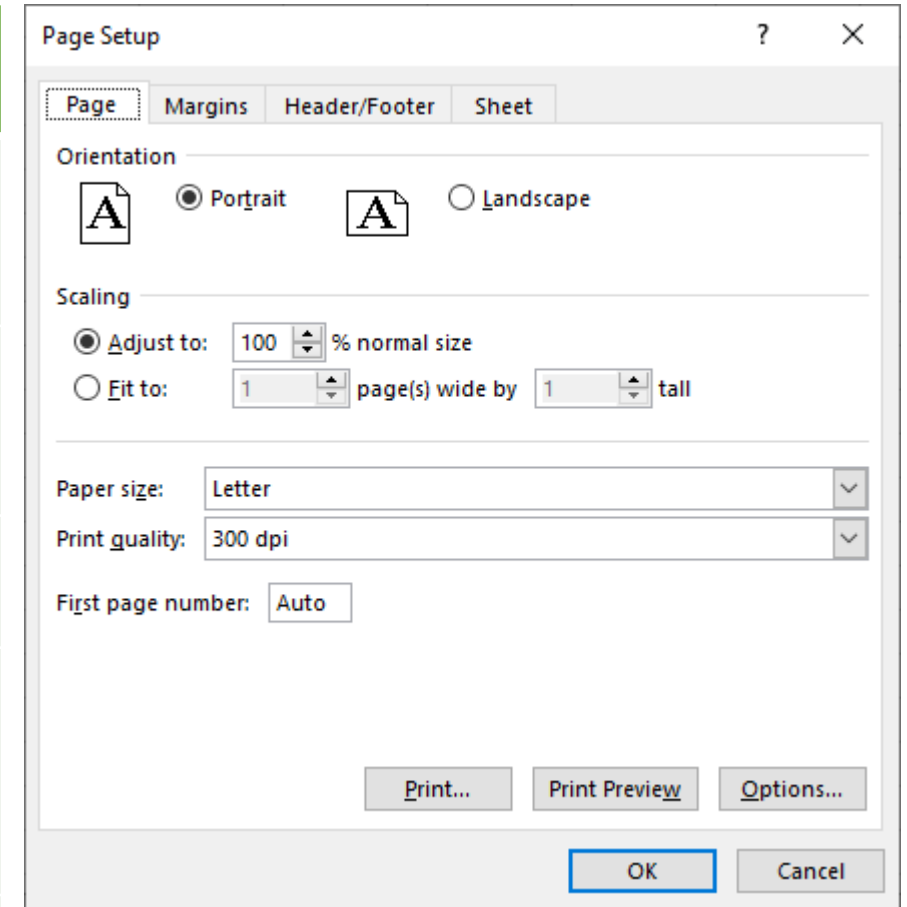 Page Setup ?
Page Margins Header/Footer Sheet
Orientation
A Portrait A Landscape
Scaling
Adjust to: 100 % normal size
Fit to: 1 page(s) wide by 1 tall
Paper size: Letter
Print quality: 300 dpi
First page number: Auto
Print... Print Preview Options...
OK Cancel